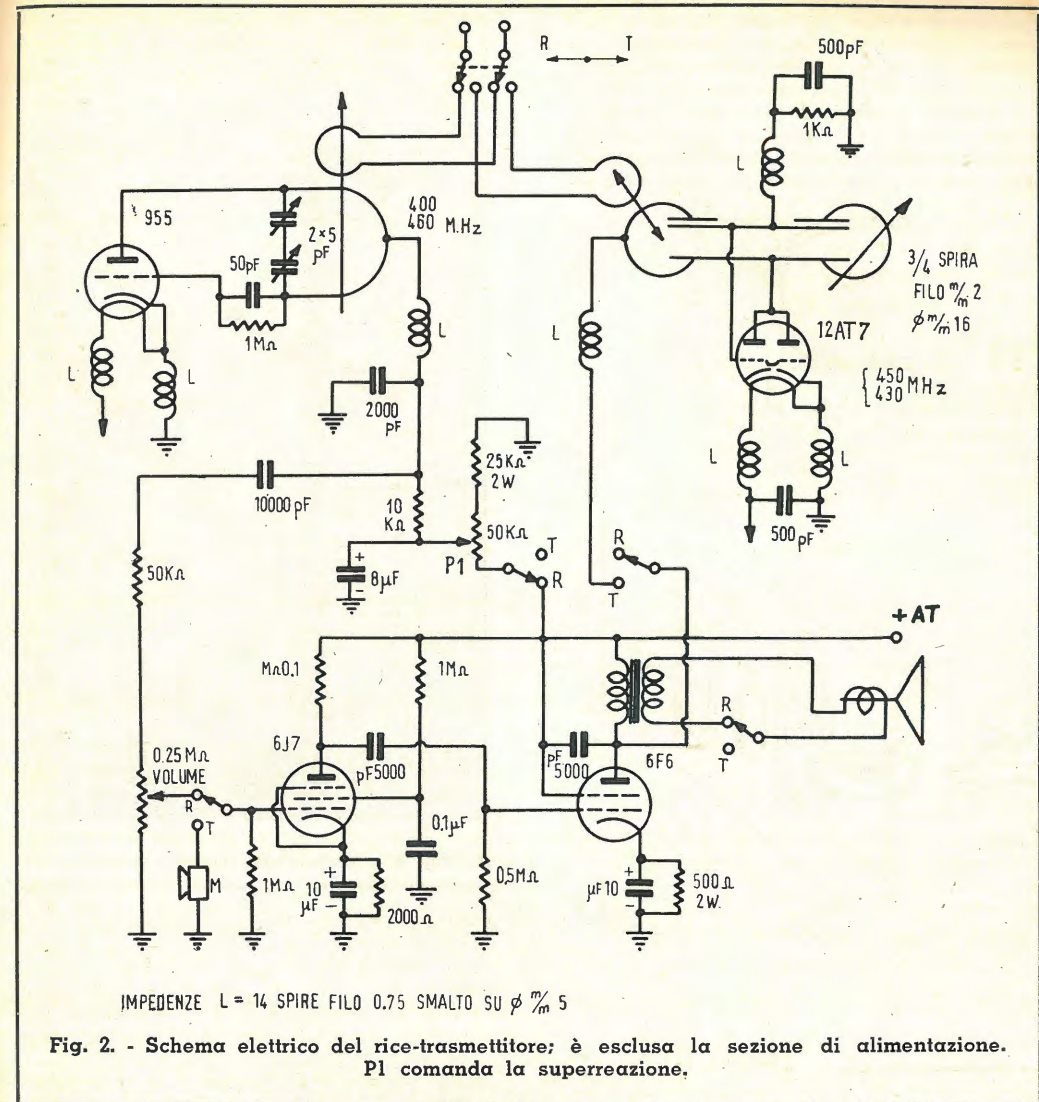 R T
500pF
1KΩ
L
955
400
460 M.Hz
2×5
pF
50pF
1MΩ
L
L
L
L
3/4 SPIRA
FILO m/m 2
φ m/m 16
12AT7
450
430 MHz
L
L
500pF
2000
pF
25KΩ
2W
10000pF
10
KΩ
50KΩ
P1
T
R
R
T
+
8µF
-
50KΩ
+AT
MΩ0,1
1MΩ
R
T
6J7
pF5000
pF
5000
6F6
0.25MΩ
VOLUME
R
T
M
1MΩ
+
10
µF
-
2000Ω
0,1µF
0,5MΩ
+
µF10
-
500Ω
2W.
IMPEDENZE L = 14 SPIRE FILO 0.75 SMALTO SU φ m/m 5
Fig. 2. - Schema elettrico del rice-trasmettitore; è esclusa la sezione di alimentazione.
P1 comanda la superreazione.